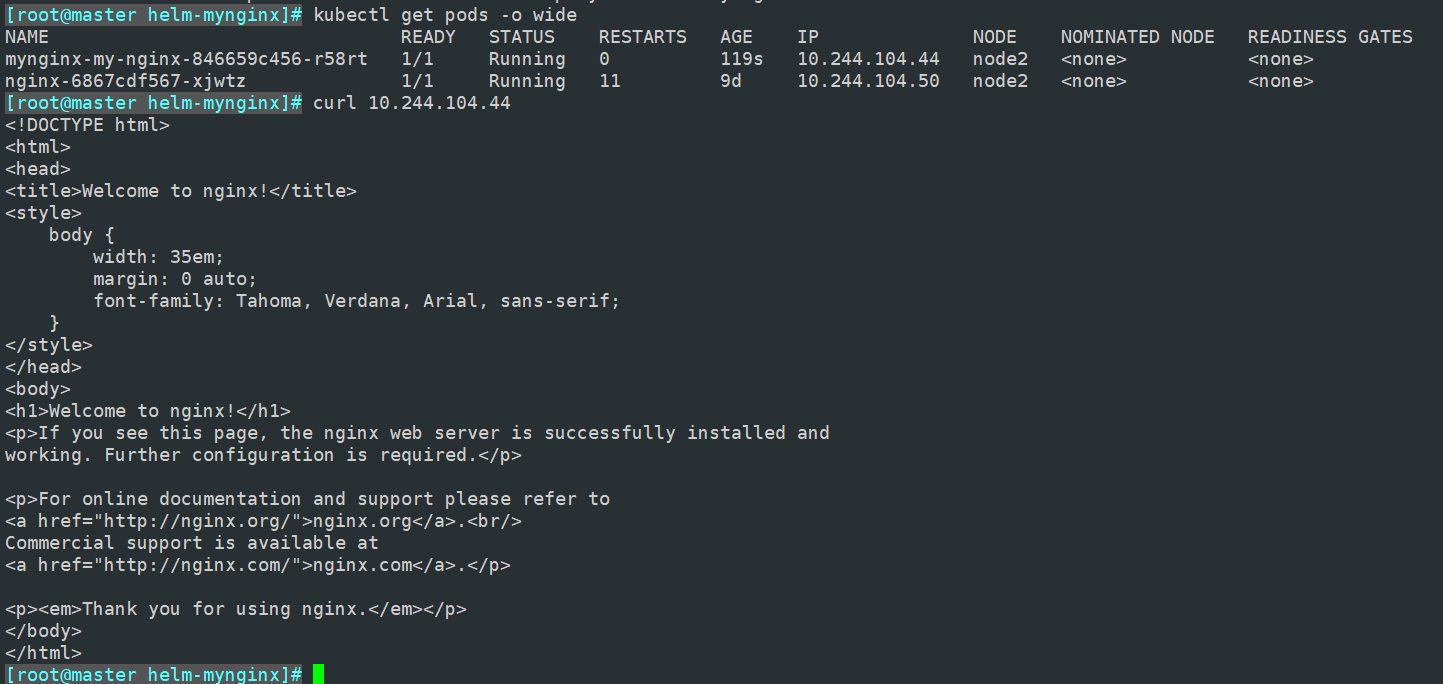 [root@master helm-mynginx]# kubectl get pods -o wide
NAME                                READY   STATUS    RESTARTS   AGE    IP              NODE    NOMINATED NODE   READINESS GATES
mynginx-my-nginx-846659c456-r58rt   1/1     Running   0          119s   10.244.104.44   node2   <none>           <none>
nginx-6867cdf567-xjwtz              1/1     Running   11         9d     10.244.104.50   node2   <none>           <none>
[root@master helm-mynginx]# curl 10.244.104.44
<!DOCTYPE html>
<html>
<head>
<title>Welcome to nginx!</title>
<style>
    body {
        width: 35em;
        margin: 0 auto;
        font-family: Tahoma, Verdana, Arial, sans-serif;
    }
</style>
</head>
<body>
<h1>Welcome to nginx!</h1>
<p>If you see this page, the nginx web server is successfully installed and
working. Further configuration is required.</p>

<p>For online documentation and support please refer to
<a href="http://nginx.org/">nginx.org</a>.<br/>
Commercial support is available at
<a href="http://nginx.com/">nginx.com</a>.</p>

<p><em>Thank you for using nginx.</em></p>
</body>
</html>
[root@master helm-mynginx]#